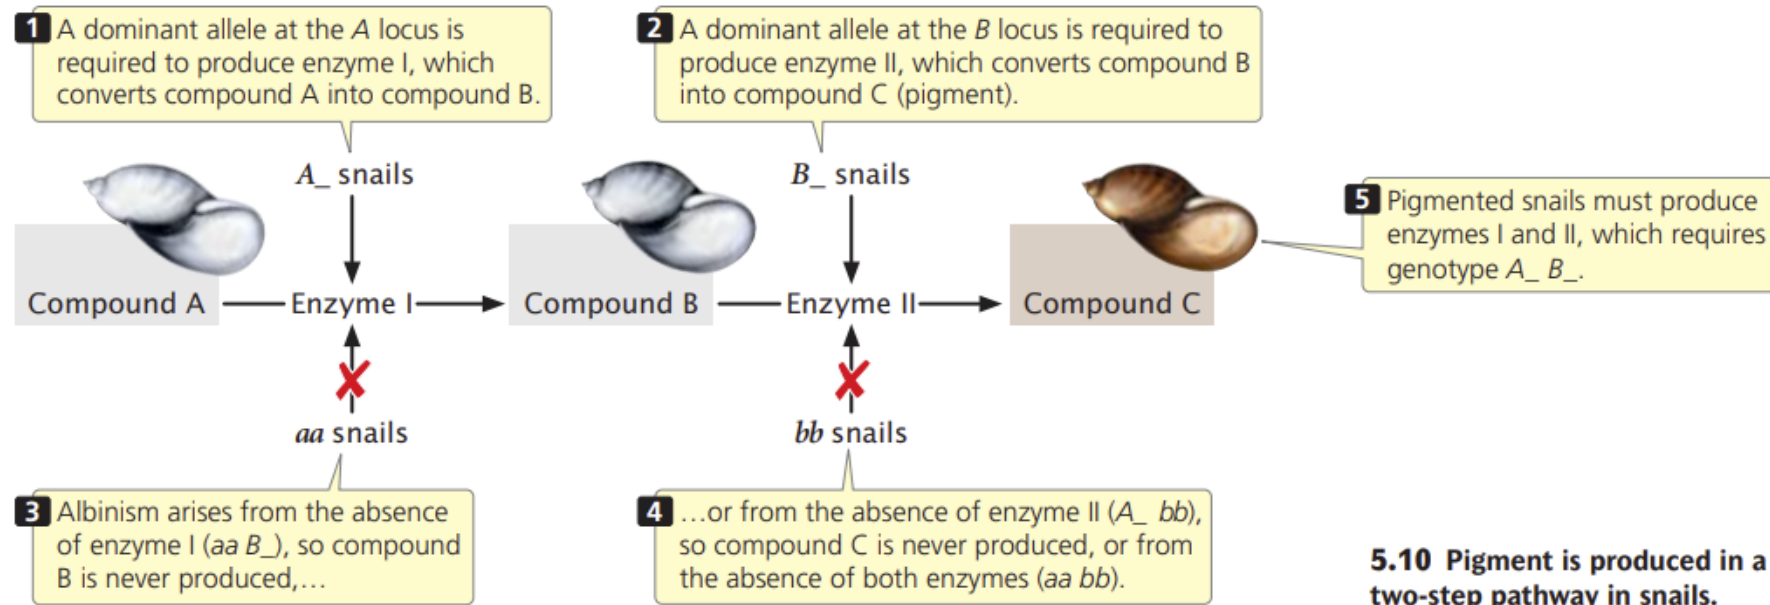 1 A dominant allele at the A locus is
required to produce enzyme I, which
converts compound A into compound B.
2 A dominant allele at the B locus is required to
produce enzyme II, which converts compound B
into compound C (pigment).
A_ snails
B_ snails
5 Pigmented snails must produce
enzymes I and II, which requires
genotype A_ B_.
Compound A
Enzyme I
Compound B
Enzyme II
Compound C
aa snails
bb snails
3 Albinism arises from the absence
of enzyme I (aa B_), so compound
B is never produced,…
4 …or from the absence of enzyme II (A_ bb),
so compound C is never produced, or from
the absence of both enzymes (aa bb).
5.10 Pigment is produced in a
two-step pathway in snails.